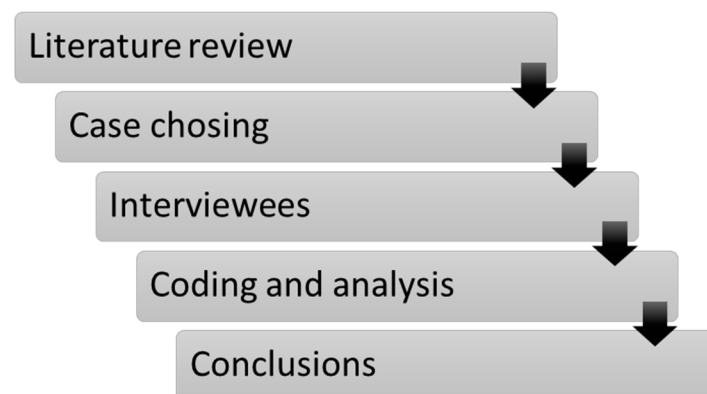 Literature review
Case chosing
Interviewees
Coding and analysis
Conclusions